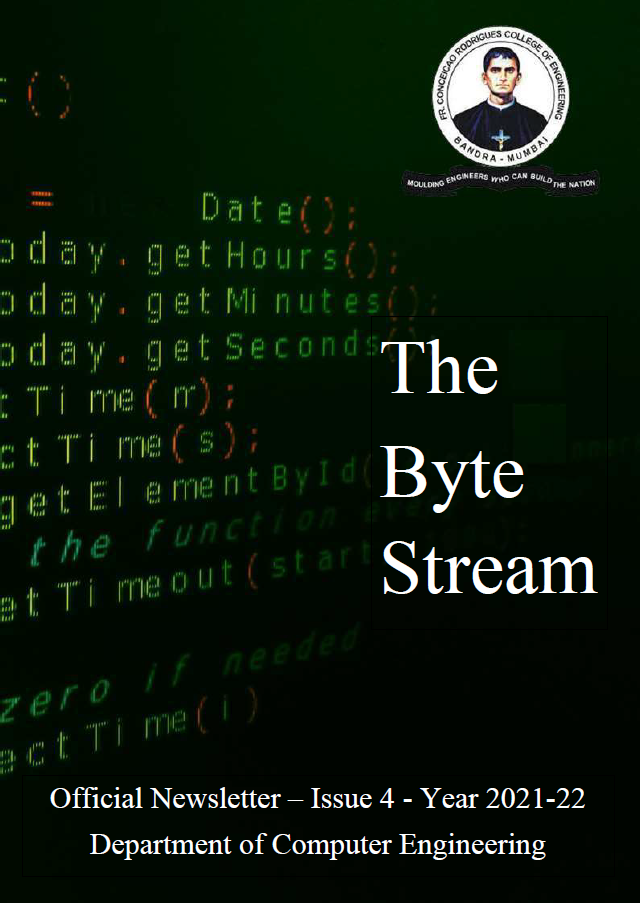 FR. CONCEICAO RODRIGUES COLLEGE OF ENGINEERING
BANDRA - MUMBAI
MOULDING ENGINEERS WHO CAN BUILD THE NATION
= ()
= Date();
oday.getHours();
oday.getMinutes();
oday.getSeconds();
tTime(m);
ctTime(s);
getElementById(
the function
etTimeout(start
zero if needed
ectTime(i)
The
Byte
Stream
Official Newsletter – Issue 4 - Year 2021-22
Department of Computer Engineering